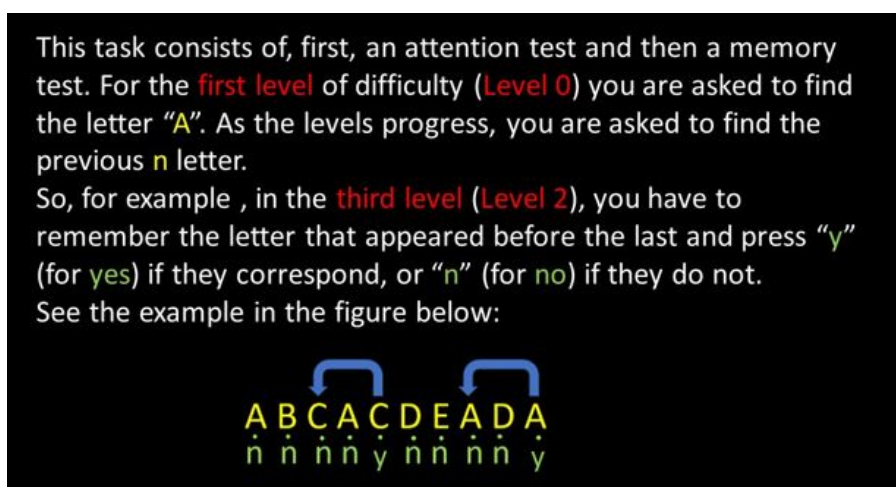 This task consists of, first, an attention test and then a memory
test. For the first level of difficulty (Level 0) you are asked to find
the letter “A”. As the levels progress, you are asked to find the
previous n letter.
So, for example , in the third level (Level 2), you have to
remember the letter that appeared before the last and press “y”
(for yes) if they correspond, or “n” (for no) if they do not.
See the example in the figure below:
A B C A C D E A D A
n n n n y n n n n y